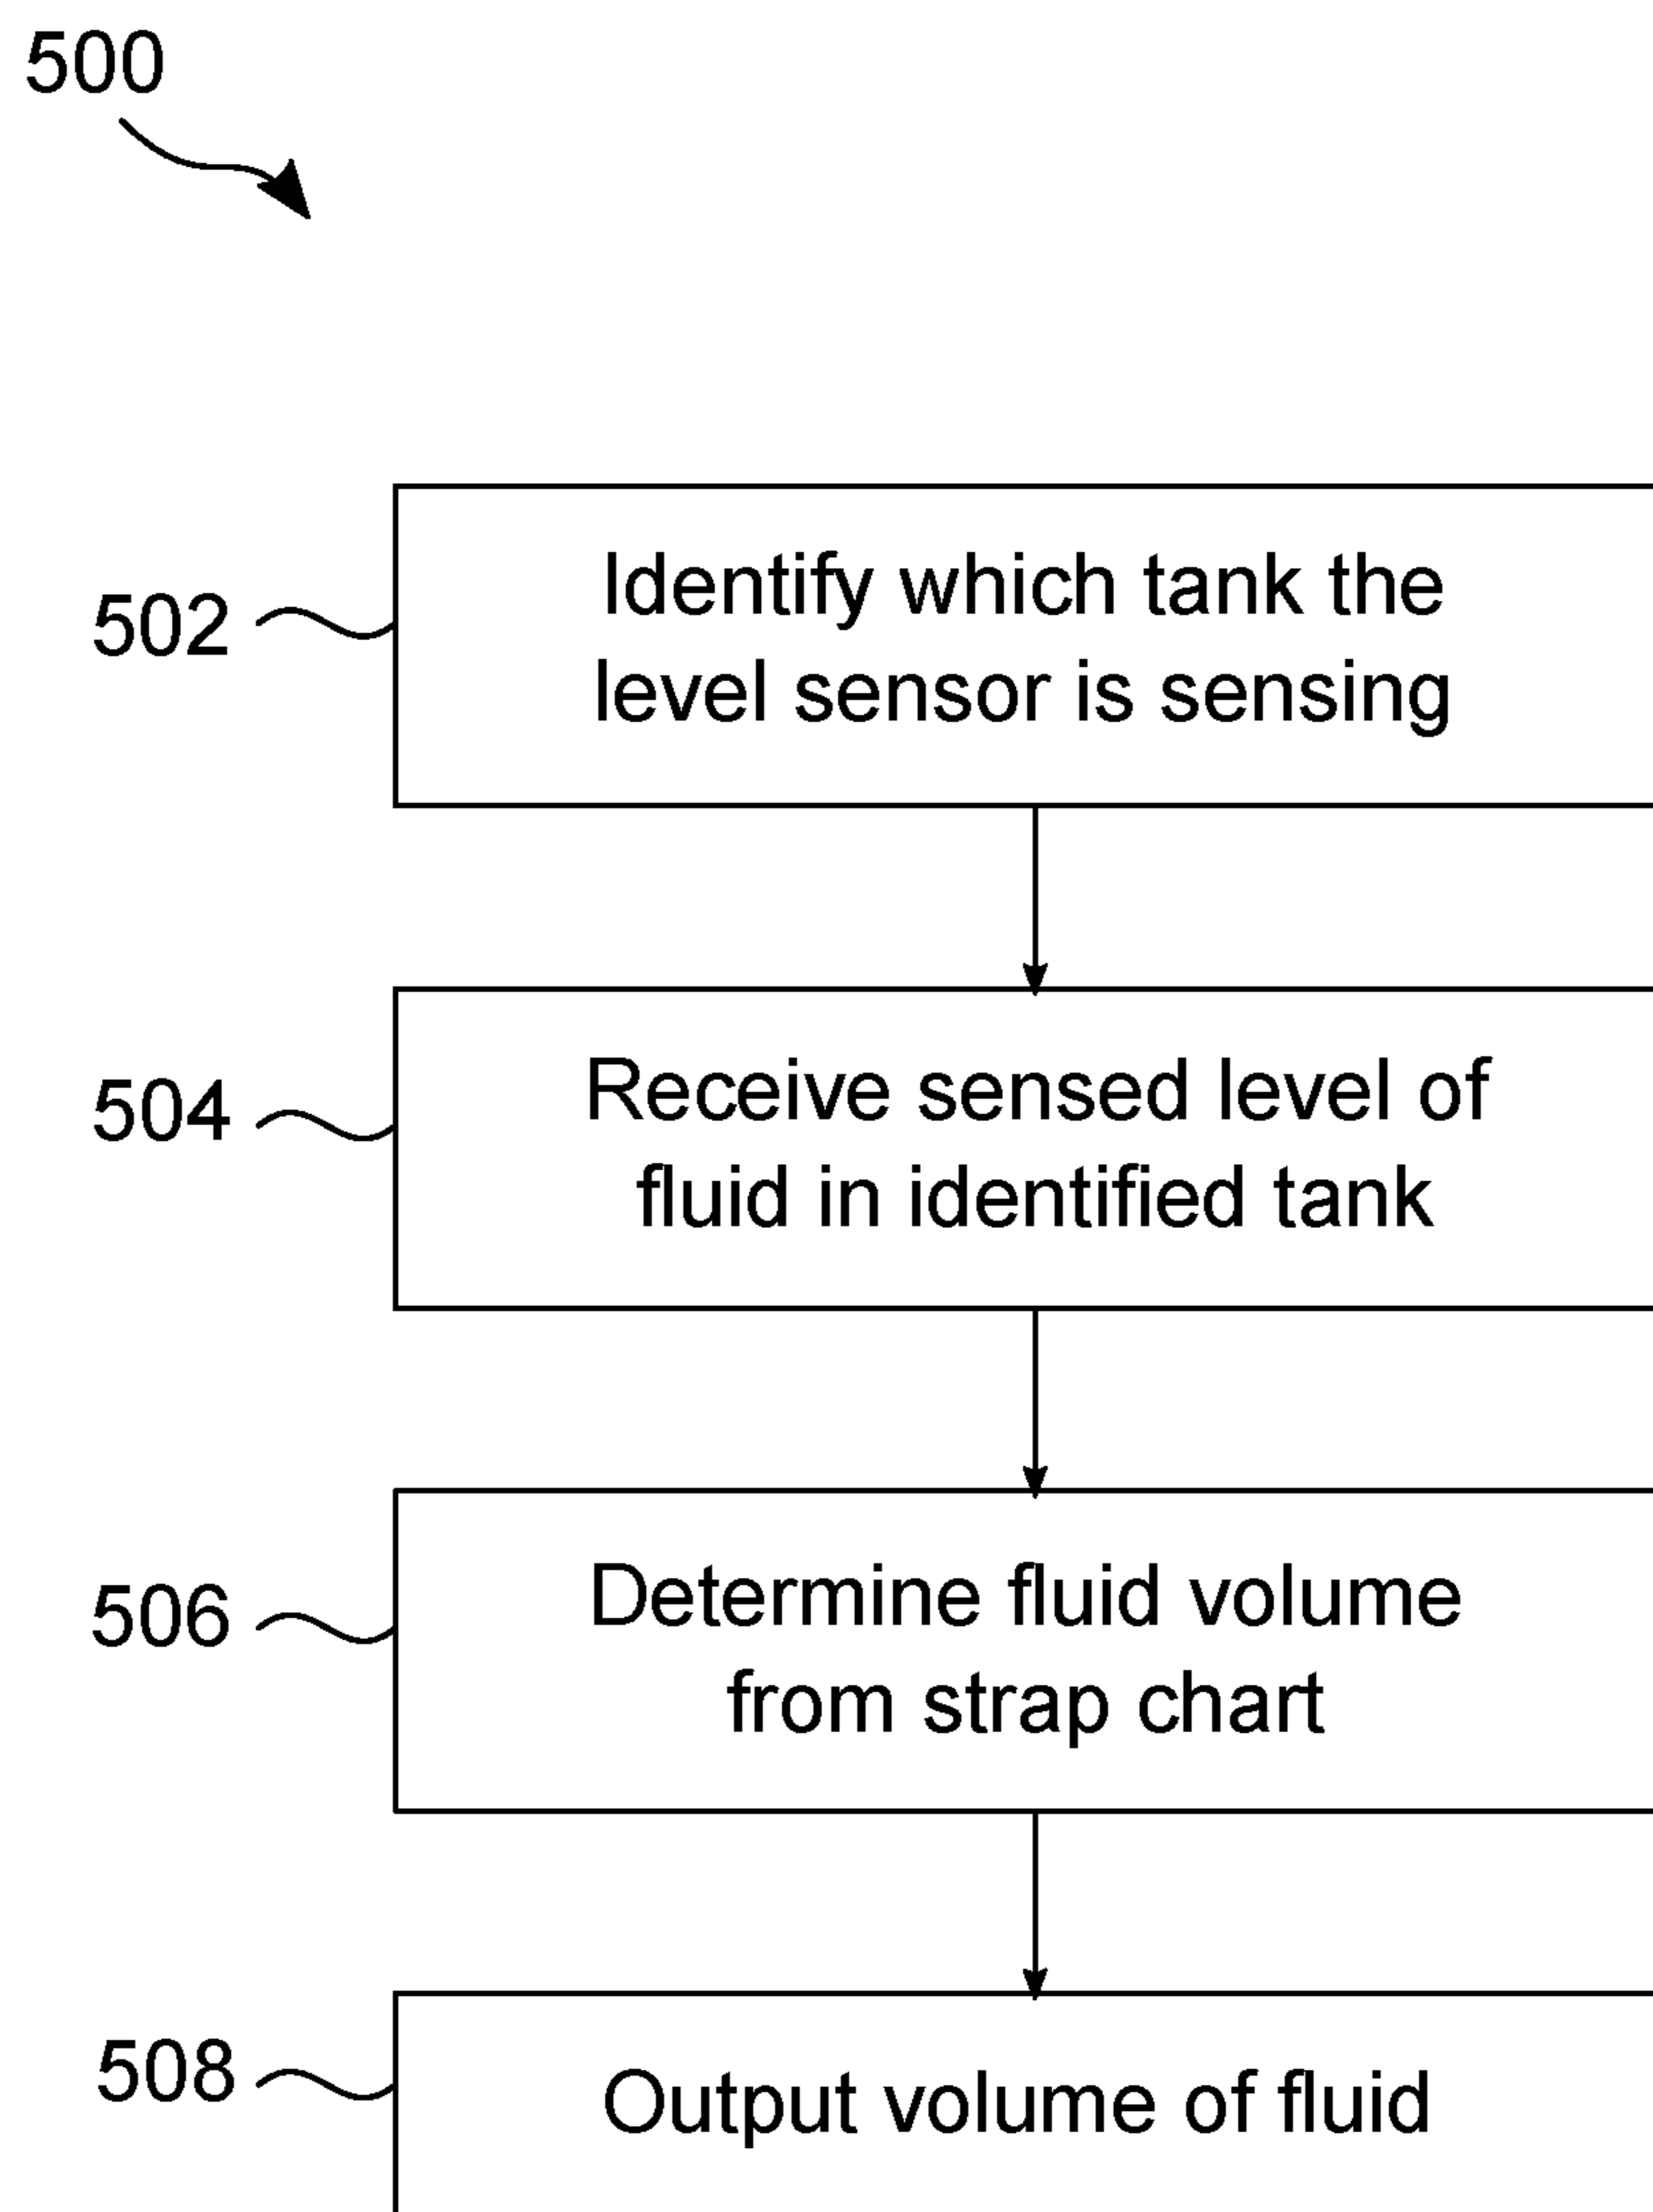 500
502
Identify which tank the
level sensor is sensing
504
Receive sensed level of
fluid in identified tank
506
Determine fluid volume
from strap chart
508
Output volume of fluid